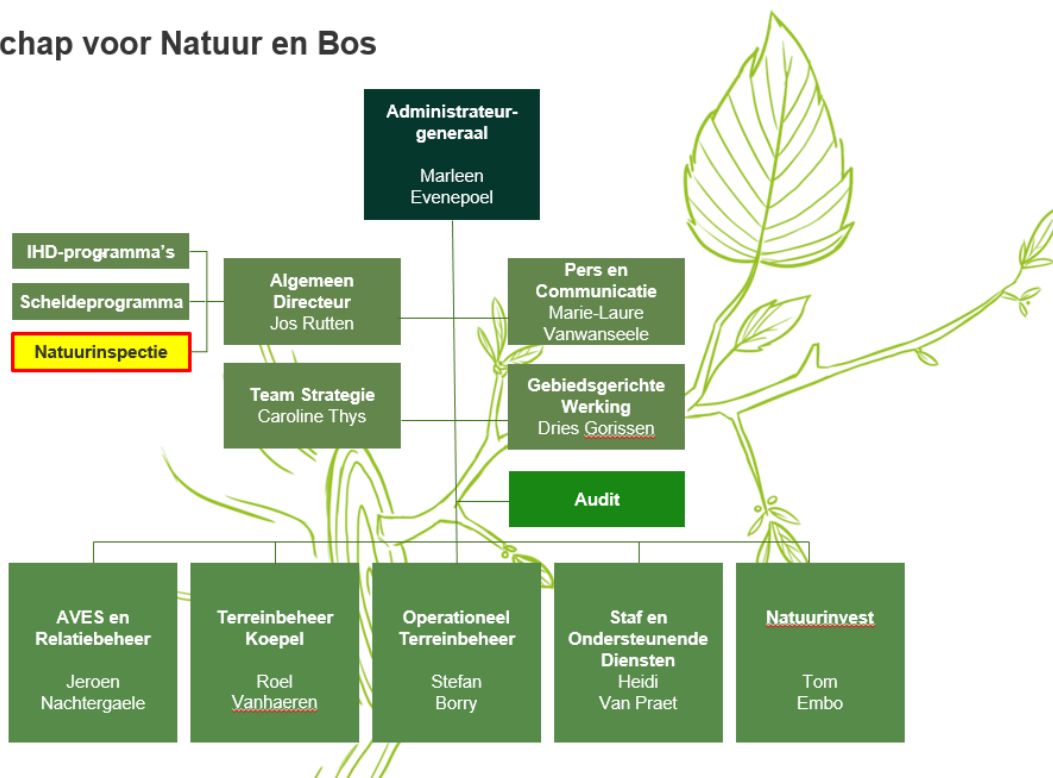 chap voor Natuur en Bos
Administrateur-
generaal
Marleen
Evenepoel
IHD-programma's
Scheldeprogramma
Natuurinspectie
Algemeen
Directeur
Jos Rutten
Pers en
Communicatie
Marie-Laure
Vanwanseele
Team Strategie
Caroline Thys
Gebiedsgerichte
Werking
Dries Gorissen
Audit
AVES en
Relatiebeheer
Jeroen
Nachtergaele
Terreinbeheer
Koepel
Roel
Vanhaeren
Operationeel
Terreinbeheer
Stefan
Borry
Staf en
Ondersteunende
Diensten
Heidi
Van Praet
Natuurinvest
Tom
Embo